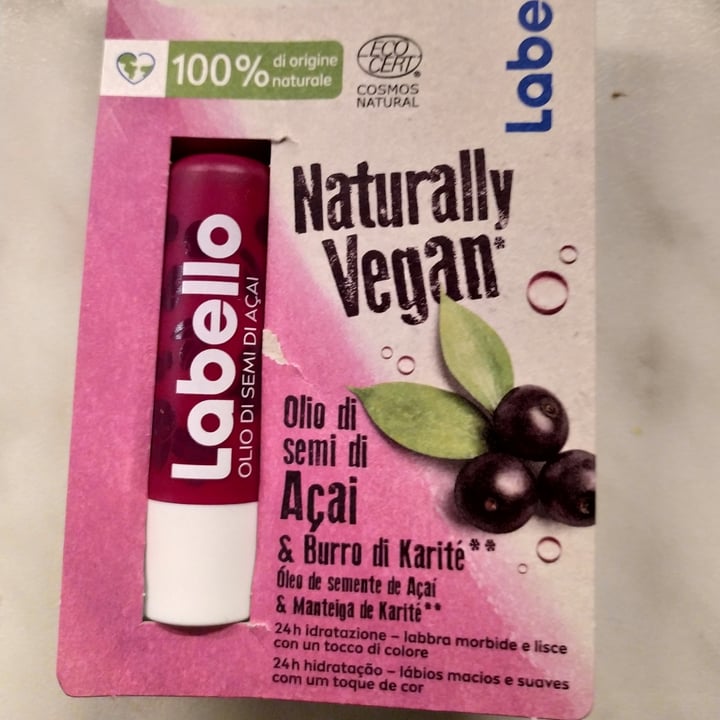 100% di origine
naturale
ECO
CERT®
COSMOS
NATURAL
Labe
Naturally
Vegan*
Labello
OLIO DI SEMI DI AÇAI
Olio di
semi di
Açai
& Burro di Karité**
Óleo de semente de Açaí
& Manteiga de Karité**
24h idratazione – labbra morbide e lisce
con un tocco di colore
24h hidratação – lábios macios e suaves
com um toque de cor